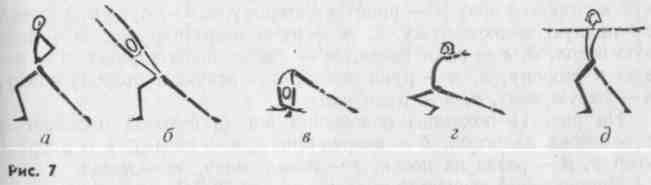 а б в г д
Рис. 7